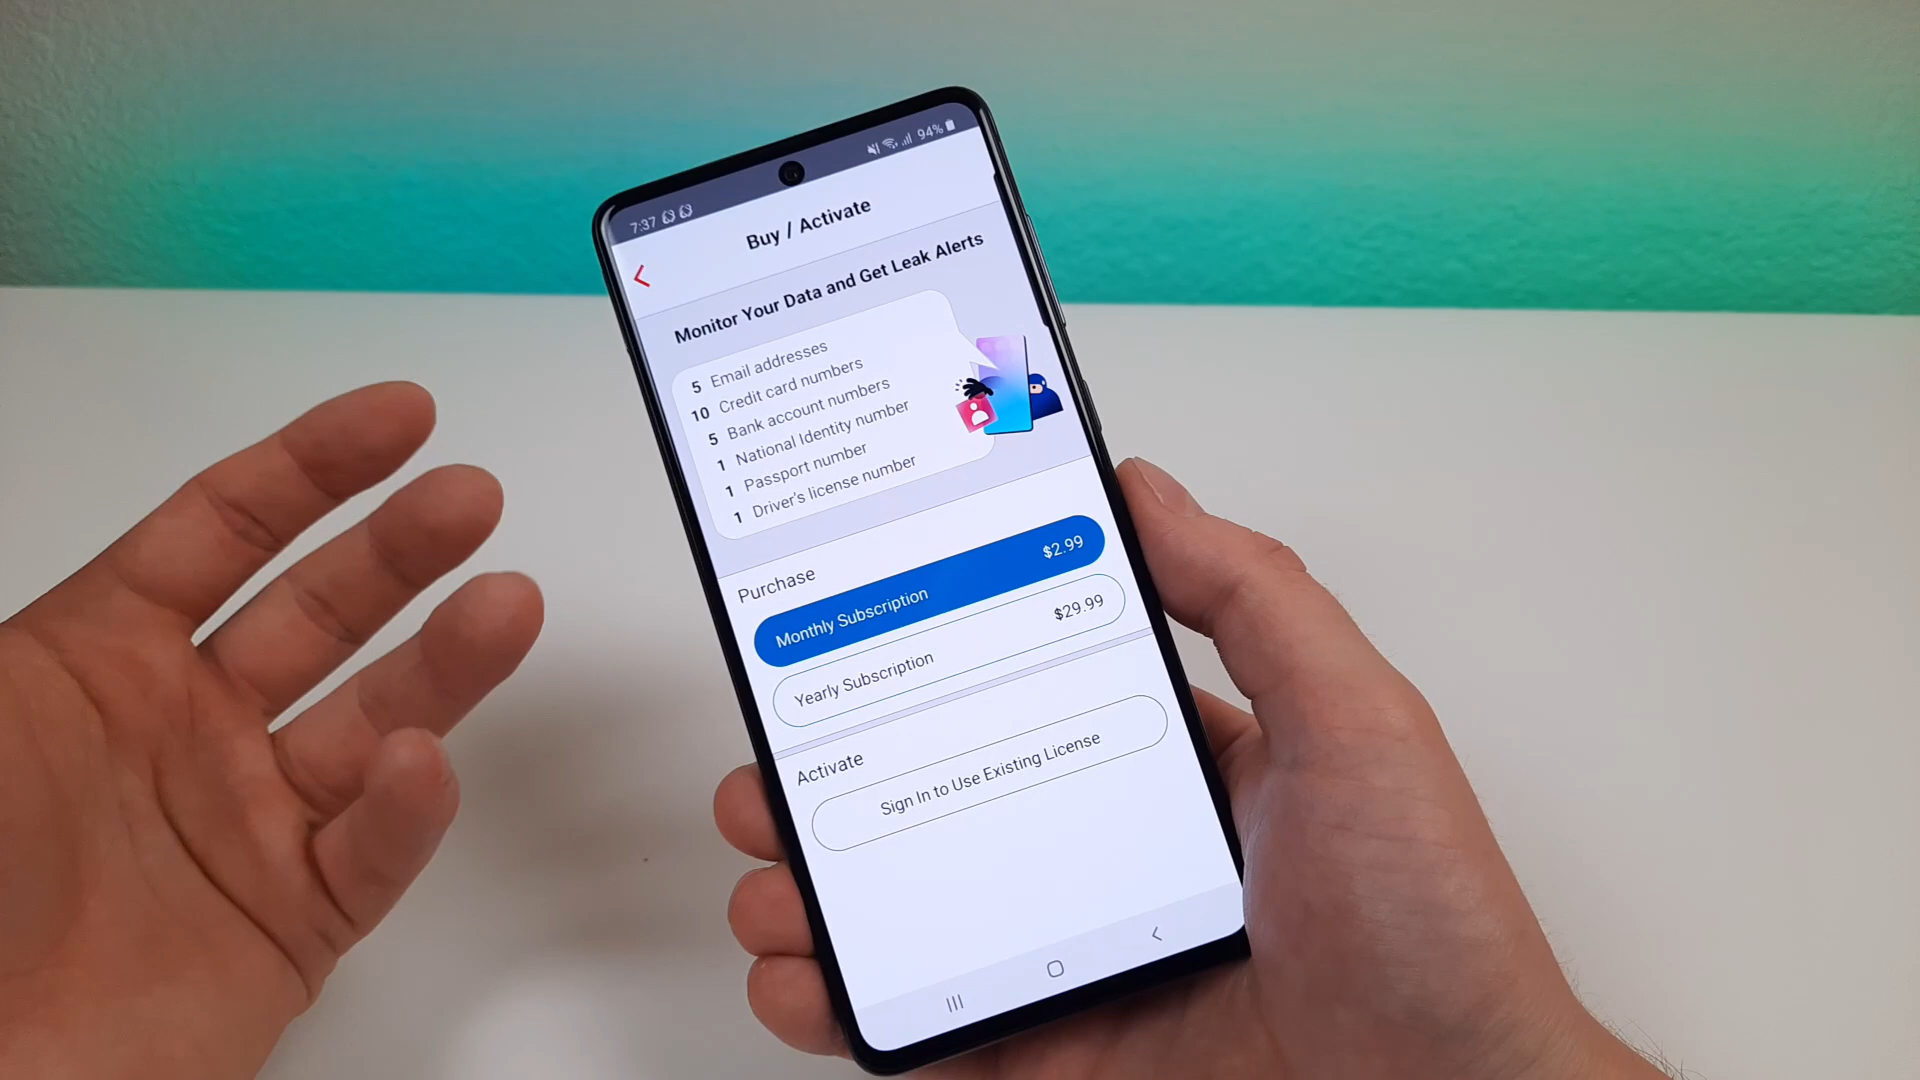 7:37
94%
Buy / Activate
Monitor Your Data and Get Leak Alerts
5 Email addresses
10 Credit card numbers
5 Bank account numbers
1 National Identity number
1 Passport number
1 Driver's license number
Purchase
Monthly Subscription $2.99
Yearly Subscription $29.99
Activate
Sign In to Use Existing License